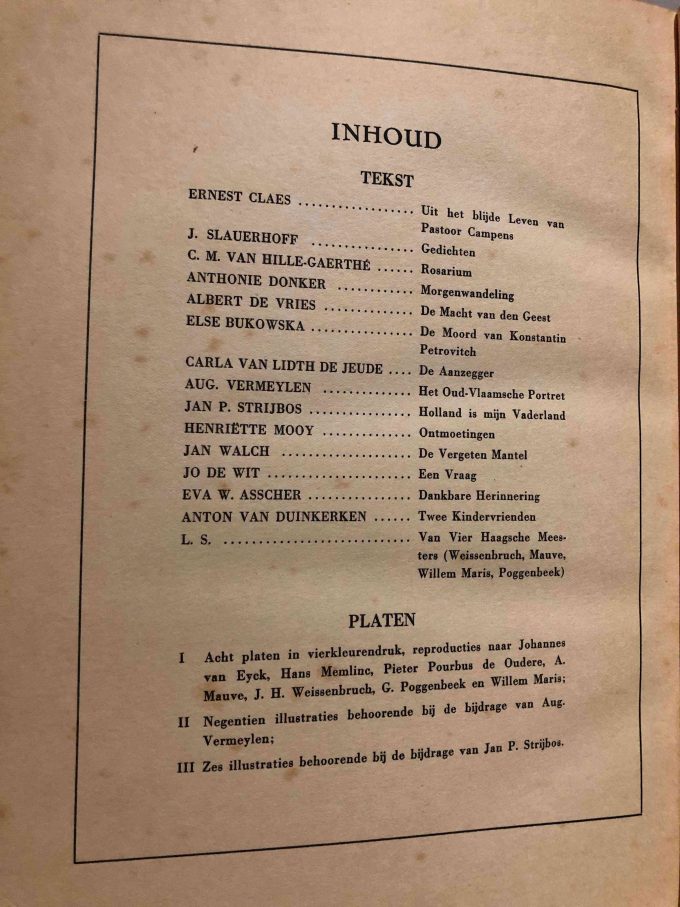 INHOUD
TEKST
ERNEST CLAES .................. Uit het blijde Leven van
Pastoor Campens
J. SLAUERHOFF ................ Gedichten
C. M. VAN HILLE-GAERTHÉ ...... Rosarium
ANTHONIE DONKER ............ Morgenwandeling
ALBERT DE VRIES .............. De Macht van den Geest
ELSE BUKOWSKA ................ De Moord van Konstantin
Petrovitch
CARLA VAN LIDTH DE JEUDE .... De Aanzegger
AUG. VERMEYLEN .............. Het Oud-Vlaamsche Portret
JAN P. STRIJBOS ................ Holland is mijn Vaderland
HENRIËTTE MOOY ............... Ontmoetingen
JAN WALCH .................... De Vergeten Mantel
JO DE WIT ...................... Een Vraag
EVA W. ASSCHER ................ Dankbare Herinnering
ANTON VAN DUINKERKEN ...... Twee Kindervrienden
L. S. ............................ Van Vier Haagsche Mees-
ters (Weissenbruch, Mauve,
Willem Maris, Poggenbeek)
PLATEN
I Acht platen in vierkleurendruk, reproducties naar Johannes
van Eyck, Hans Memlinc, Pieter Pourbus de Oudere, A.
Mauve, J. H. Weissenbruch, G. Poggenbeek en Willem Maris;
II Negentien illustraties behoorende bij de bijdrage van Aug.
Vermeylen;
III Zes illustraties behoorende bij de bijdrage van Jan P. Strijbos.